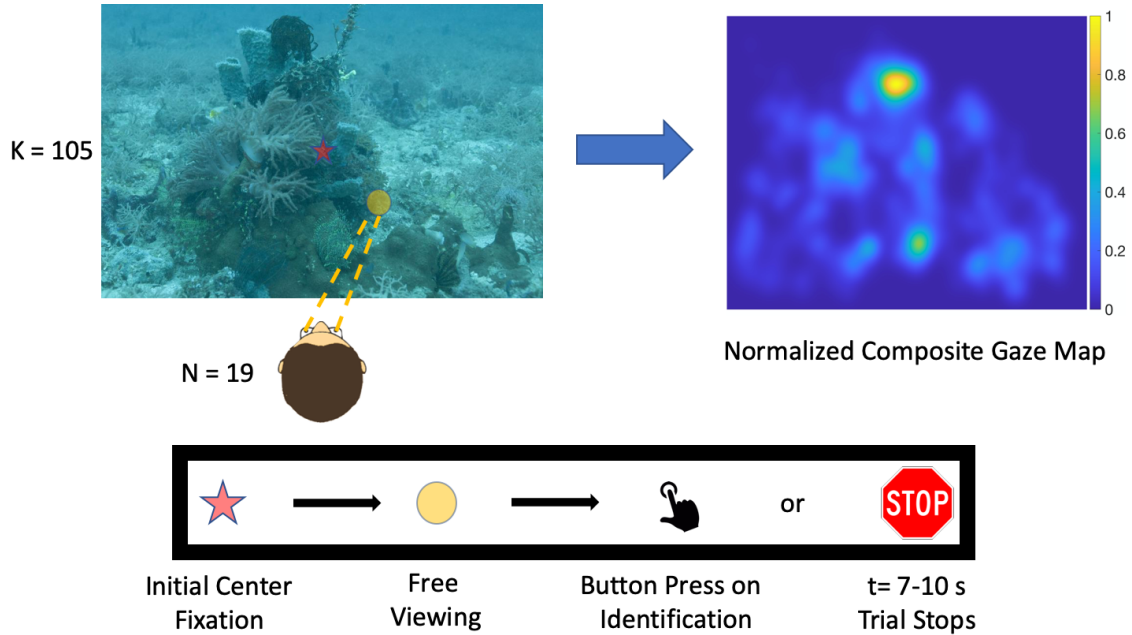 K = 105
1
0.8
0.6
0.4
0.2
0
Normalized Composite Gaze Map
N = 19
or
STOP
Initial Center
Fixation
Free
Viewing
Button Press on
Identification
t= 7-10 s
Trial Stops